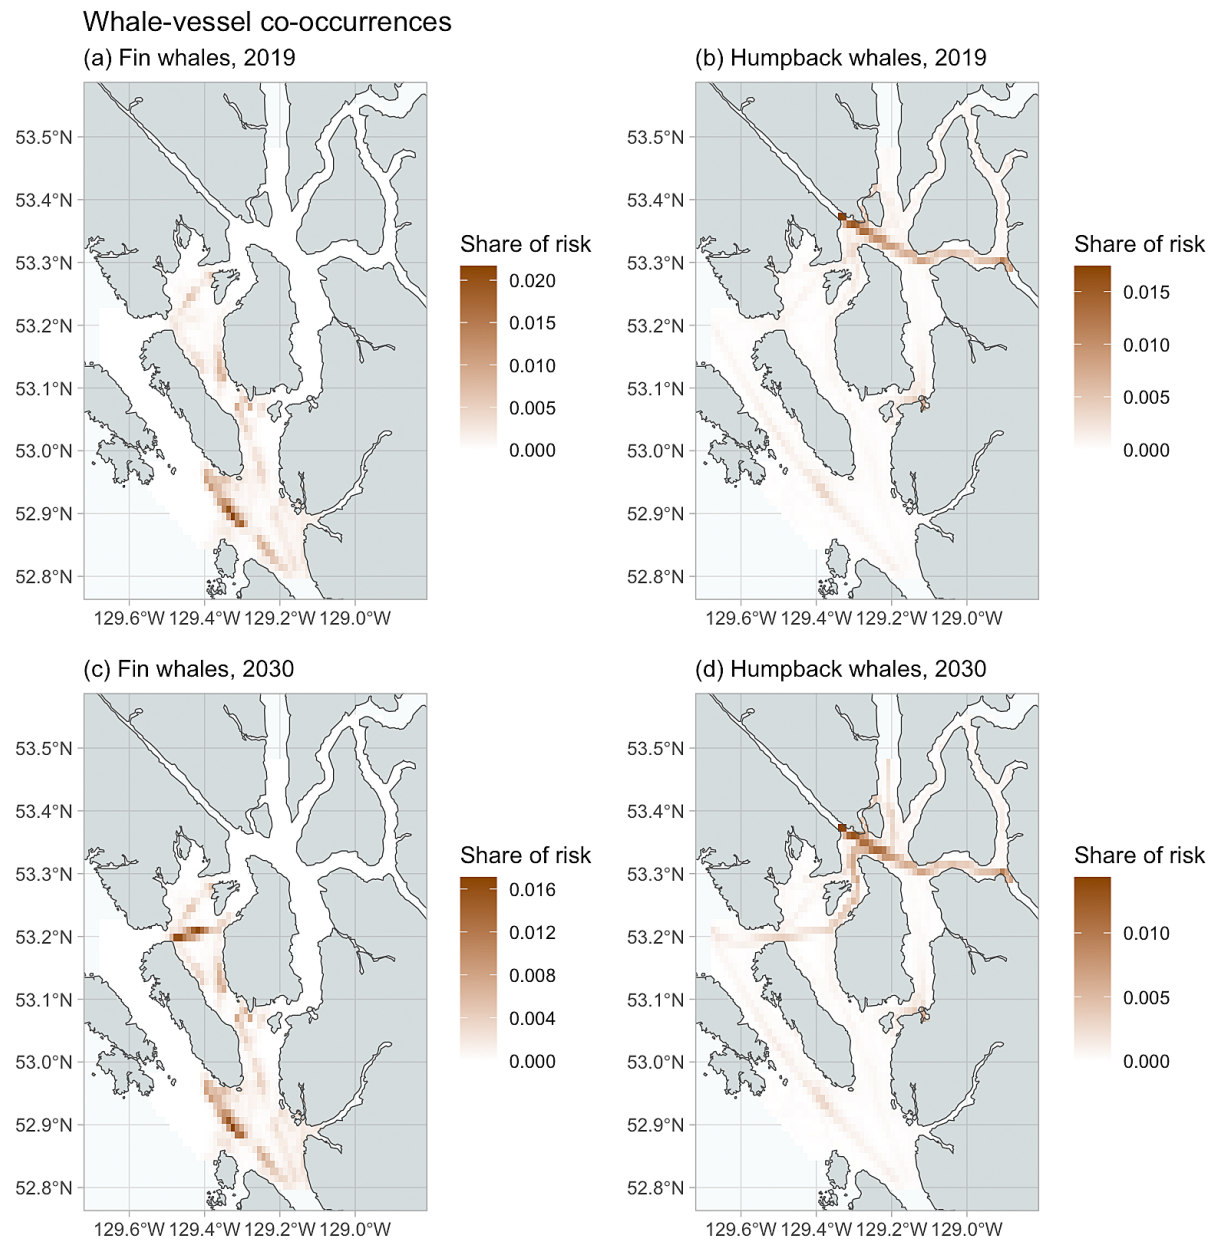 Whale-vessel co-occurrences
(a) Fin whales, 2019
(b) Humpback whales, 2019
53.5°N
53.4°N
53.3°N
53.2°N
53.1°N
53.0°N
52.9°N
52.8°N
129.6°W 129.4°W 129.2°W 129.0°W
Share of risk
0.020
0.015
0.010
0.005
0.000
53.5°N
53.4°N
53.3°N
53.2°N
53.1°N
53.0°N
52.9°N
52.8°N
129.6°W 129.4°W 129.2°W 129.0°W
Share of risk
0.015
0.010
0.005
0.000
(c) Fin whales, 2030
(d) Humpback whales, 2030
53.5°N
53.4°N
53.3°N
53.2°N
53.1°N
53.0°N
52.9°N
52.8°N
129.6°W 129.4°W 129.2°W 129.0°W
Share of risk
0.016
0.012
0.008
0.004
0.000
53.5°N
53.4°N
53.3°N
53.2°N
53.1°N
53.0°N
52.9°N
52.8°N
129.6°W 129.4°W 129.2°W 129.0°W
Share of risk
0.010
0.005
0.000